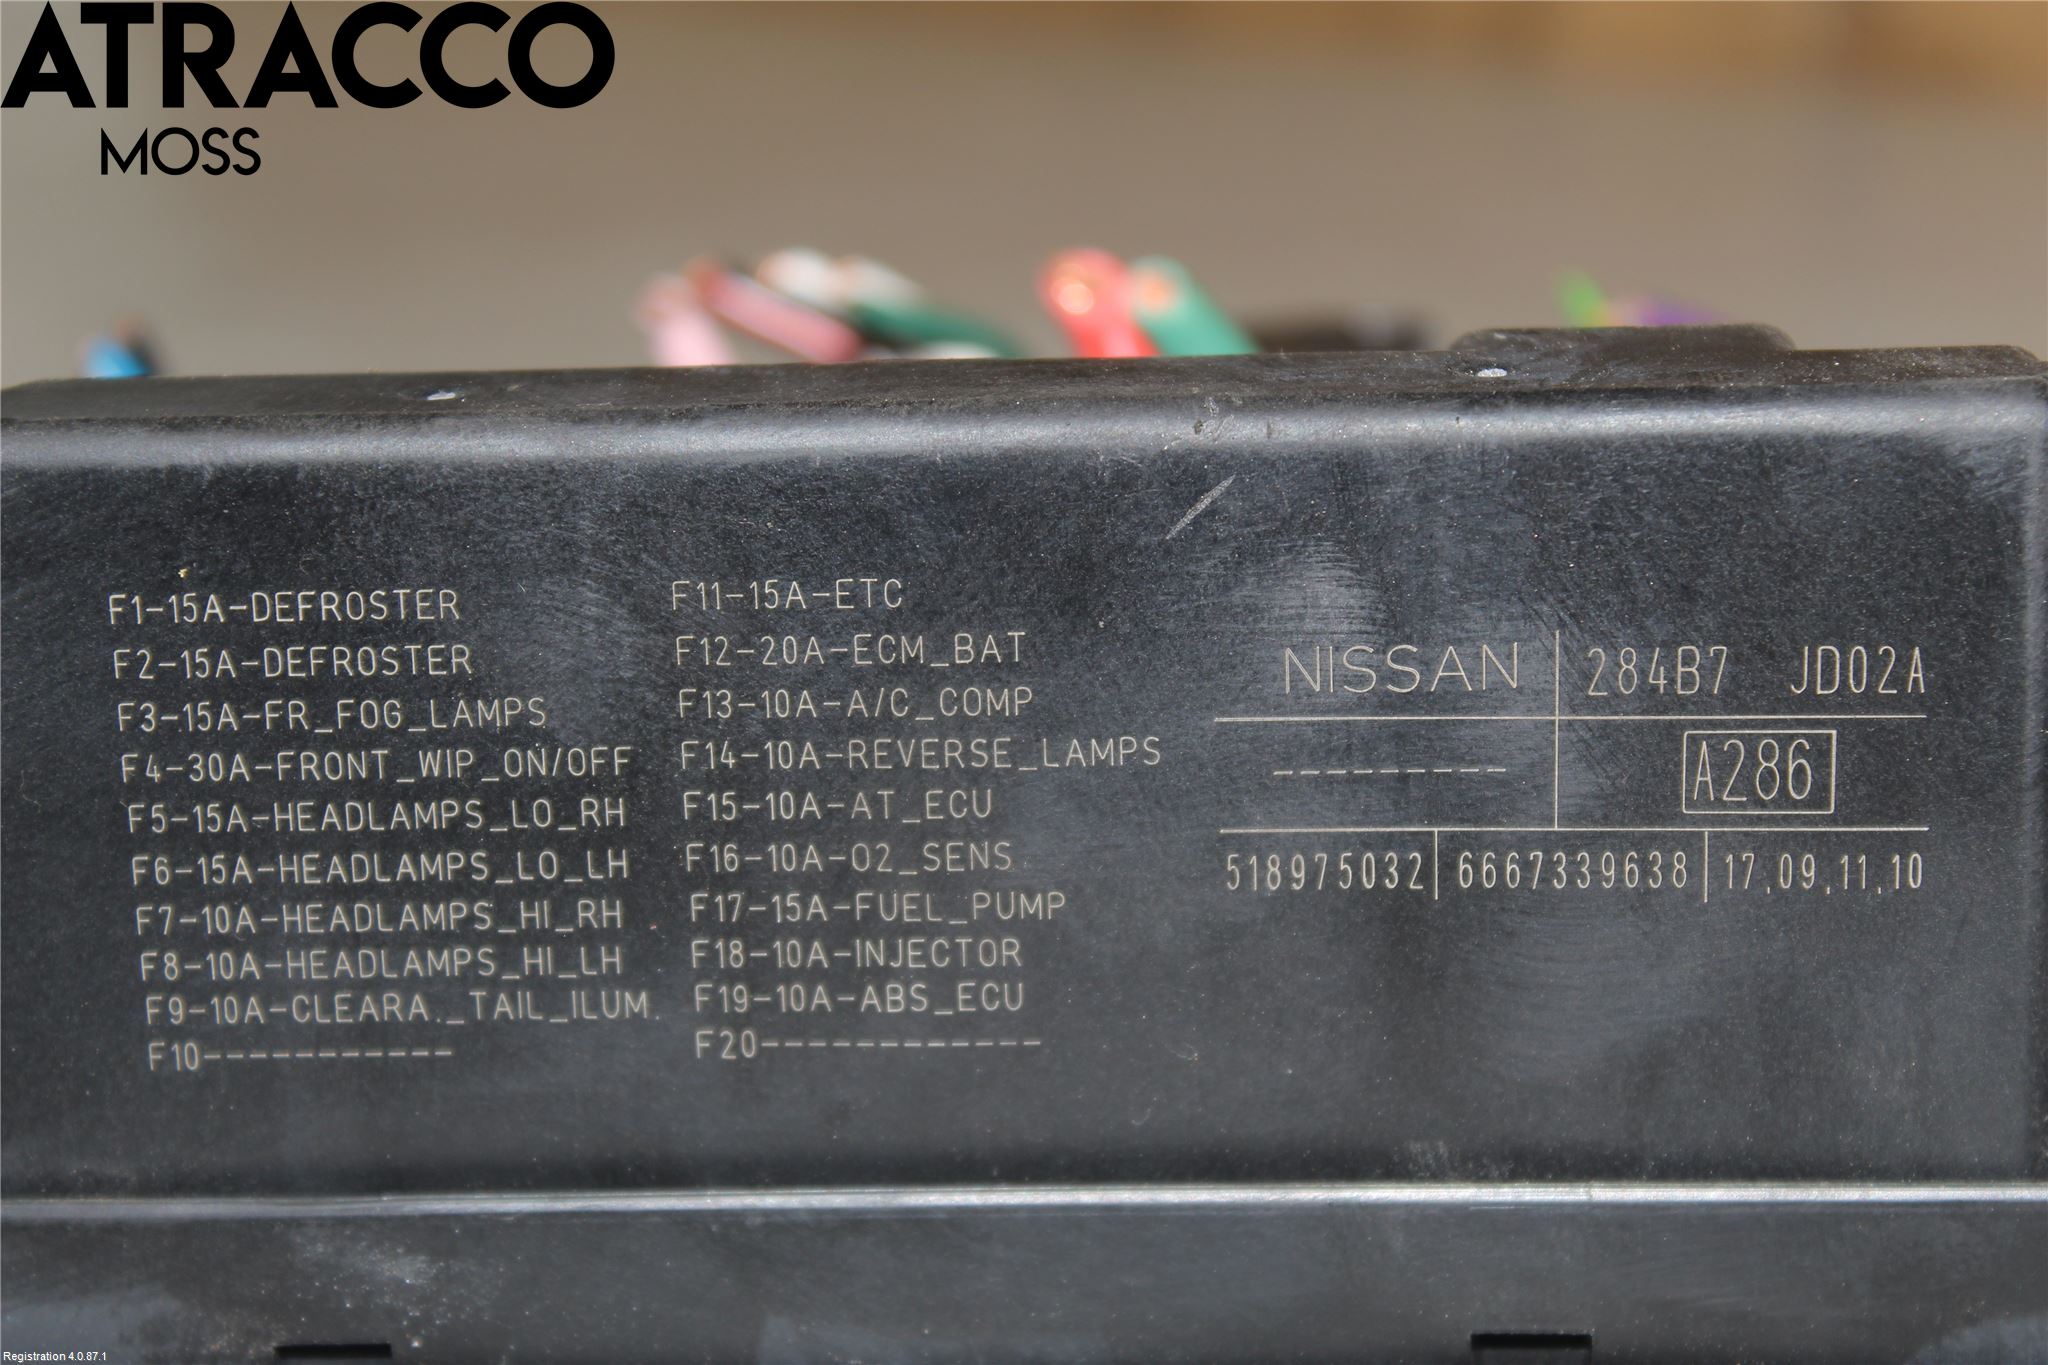 ATRACCO
MOSS
F1-15A-DEFROSTER
F2-15A-DEFROSTER
F3-15A-FR_FOG_LAMPS
F4-30A-FRONT_WIP_ON/OFF
F5-15A-HEADLAMPS_LO_RH
F6-15A-HEADLAMPS_LO_LH
F7-10A-HEADLAMPS_HI_RH
F8-10A-HEADLAMPS_HI_LH
F9-10A-CLEARA._TAIL_ILUM.
F10-----------
F11-15A-ETC
F12-20A-ECM_BAT
F13-10A-A/C_COMP
F14-10A-REVERSE_LAMPS
F15-10A-AT_ECU
F16-10A-O2_SENS
F17-15A-FUEL_PUMP
F18-10A-INJECTOR
F19-10A-ABS_ECU
F20------------
NISSAN 284B7 JD02A
---------- A286
518975032 6667339638 17.09.11.10
Registration 4.0.87.1